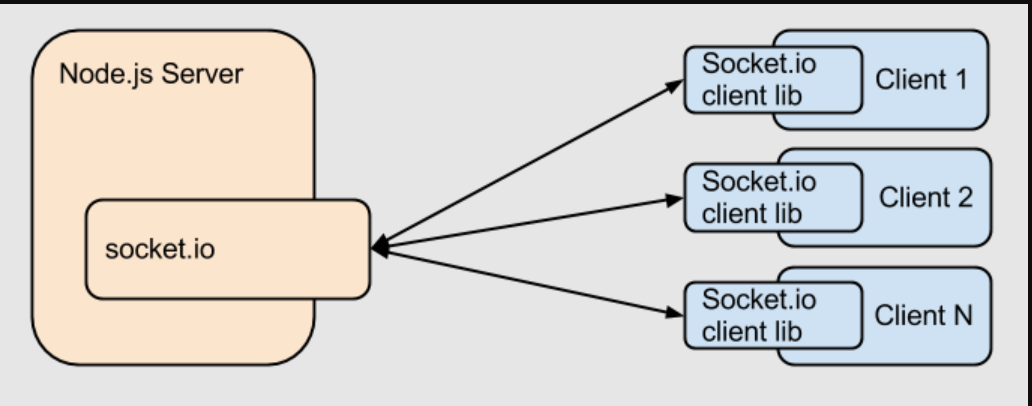 Node.js Server
socket.io
Socket.io
client lib
Client 1
Socket.io
client lib
Client 2
Socket.io
client lib
Client N